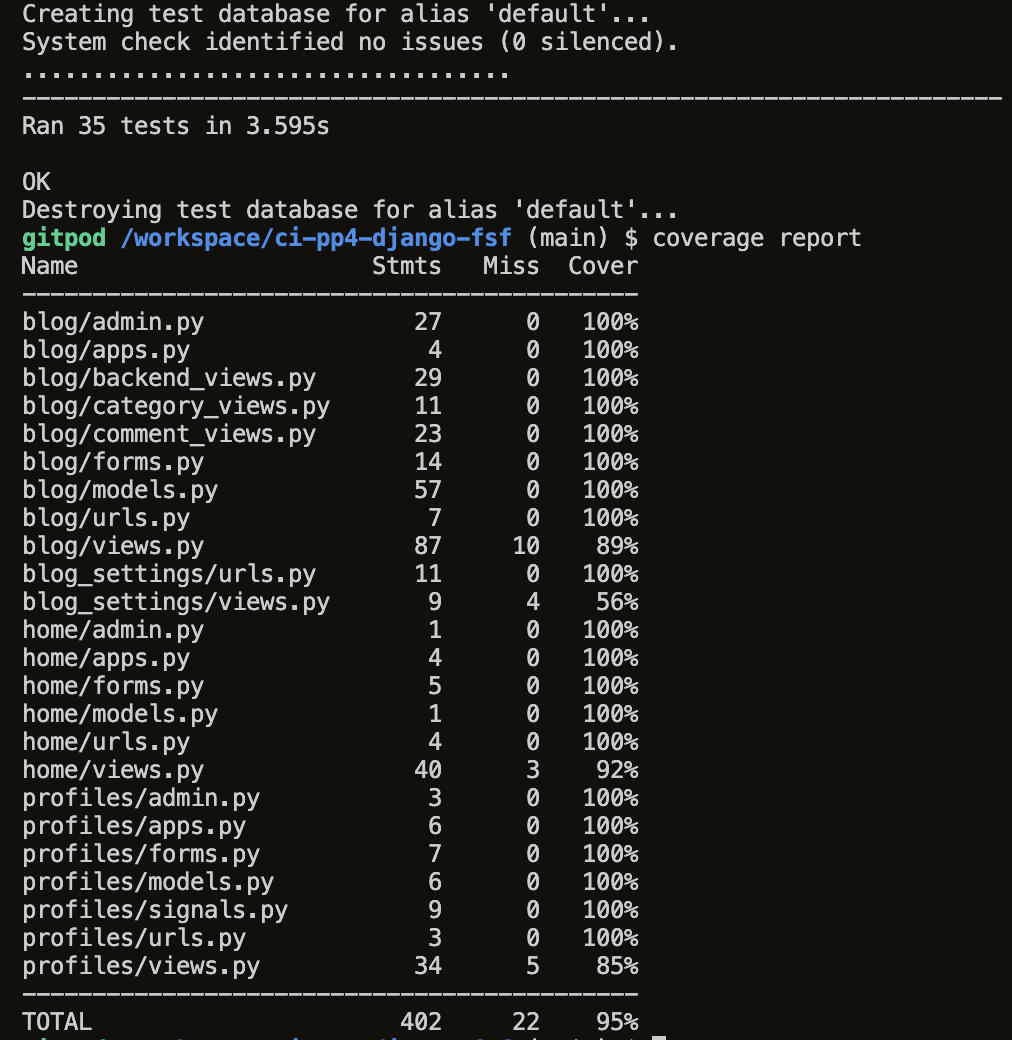 Creating test database for alias 'default'...
System check identified no issues (0 silenced).
...................................
----------------------------------------------------------------------
Ran 35 tests in 3.595s

OK
Destroying test database for alias 'default'...
gitpod /workspace/ci-pp4-django-fsf (main) $ coverage report
Name                     Stmts   Miss  Cover
--------------------------------------------
blog/admin.py               27      0   100%
blog/apps.py                 4      0   100%
blog/backend_views.py       29      0   100%
blog/category_views.py      11      0   100%
blog/comment_views.py       23      0   100%
blog/forms.py               14      0   100%
blog/models.py              57      0   100%
blog/urls.py                 7      0   100%
blog/views.py               87     10    89%
blog_settings/urls.py       11      0   100%
blog_settings/views.py       9      4    56%
home/admin.py                1      0   100%
home/apps.py                 4      0   100%
home/forms.py                5      0   100%
home/models.py               1      0   100%
home/urls.py                 4      0   100%
home/views.py               40      3    92%
profiles/admin.py            3      0   100%
profiles/apps.py             6      0   100%
profiles/forms.py            7      0   100%
profiles/models.py           6      0   100%
profiles/signals.py          9      0   100%
profiles/urls.py             3      0   100%
profiles/views.py           34      5    85%
--------------------------------------------
TOTAL                      402     22    95%